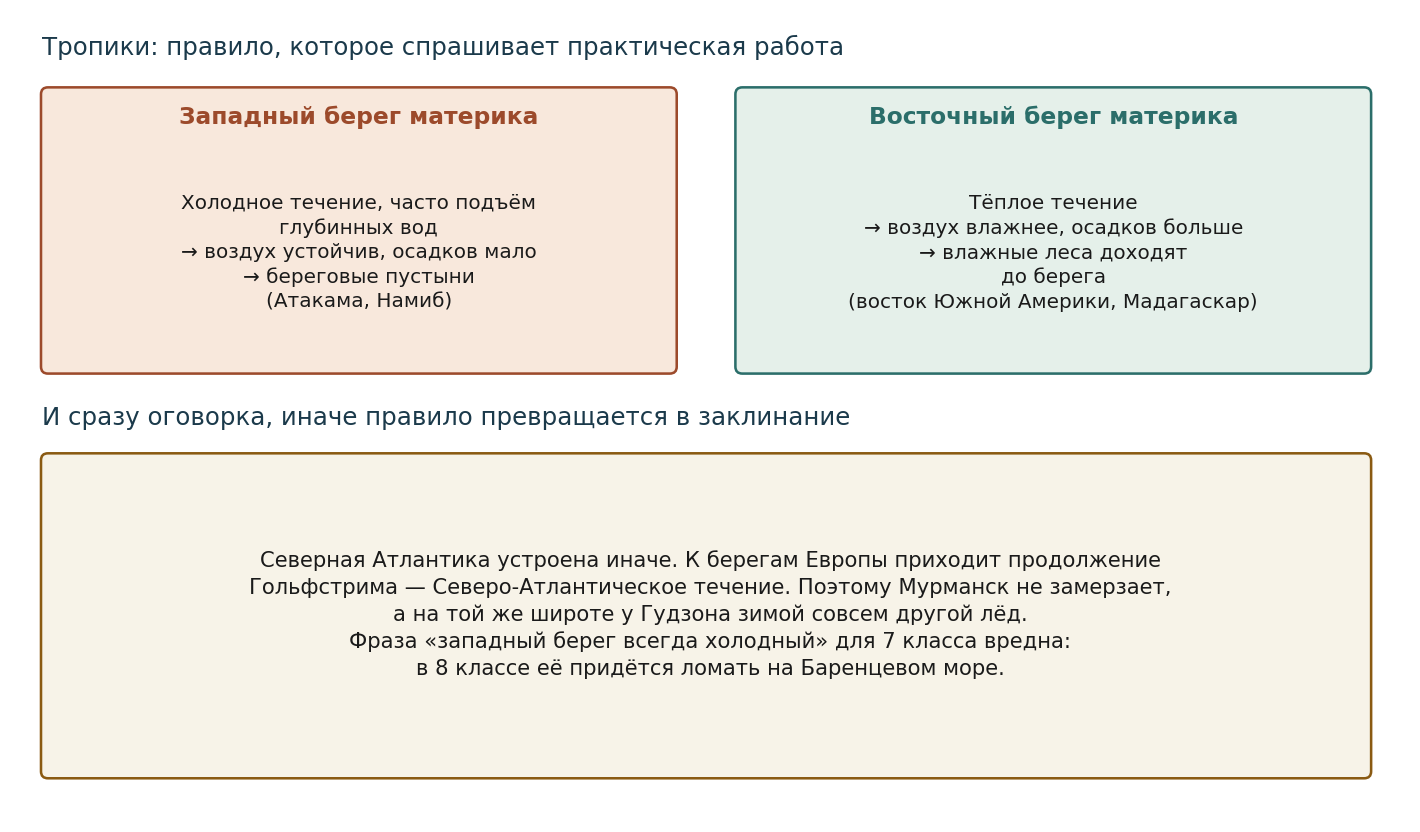 Тропики: правило, которое спрашивает практическая работа
Западный берег материка
Холодное течение, часто подъём
глубинных вод
→ воздух устойчив, осадков мало
→ береговые пустыни
(Атакама, Намиб)
Восточный берег материка
Тёплое течение
→ воздух влажнее, осадков больше
→ влажные леса доходят
до берега
(восток Южной Америки, Мадагаскар)
И сразу оговорка, иначе правило превращается в заклинание
Северная Атлантика устроена иначе. К берегам Европы приходит продолжение
Гольфстрима — Северо-Атлантическое течение. Поэтому Мурманск не замерзает,
а на той же широте у Гудзона зимой совсем другой лёд.
Фраза «западный берег всегда холодный» для 7 класса вредна:
в 8 классе её придётся ломать на Баренцевом море.